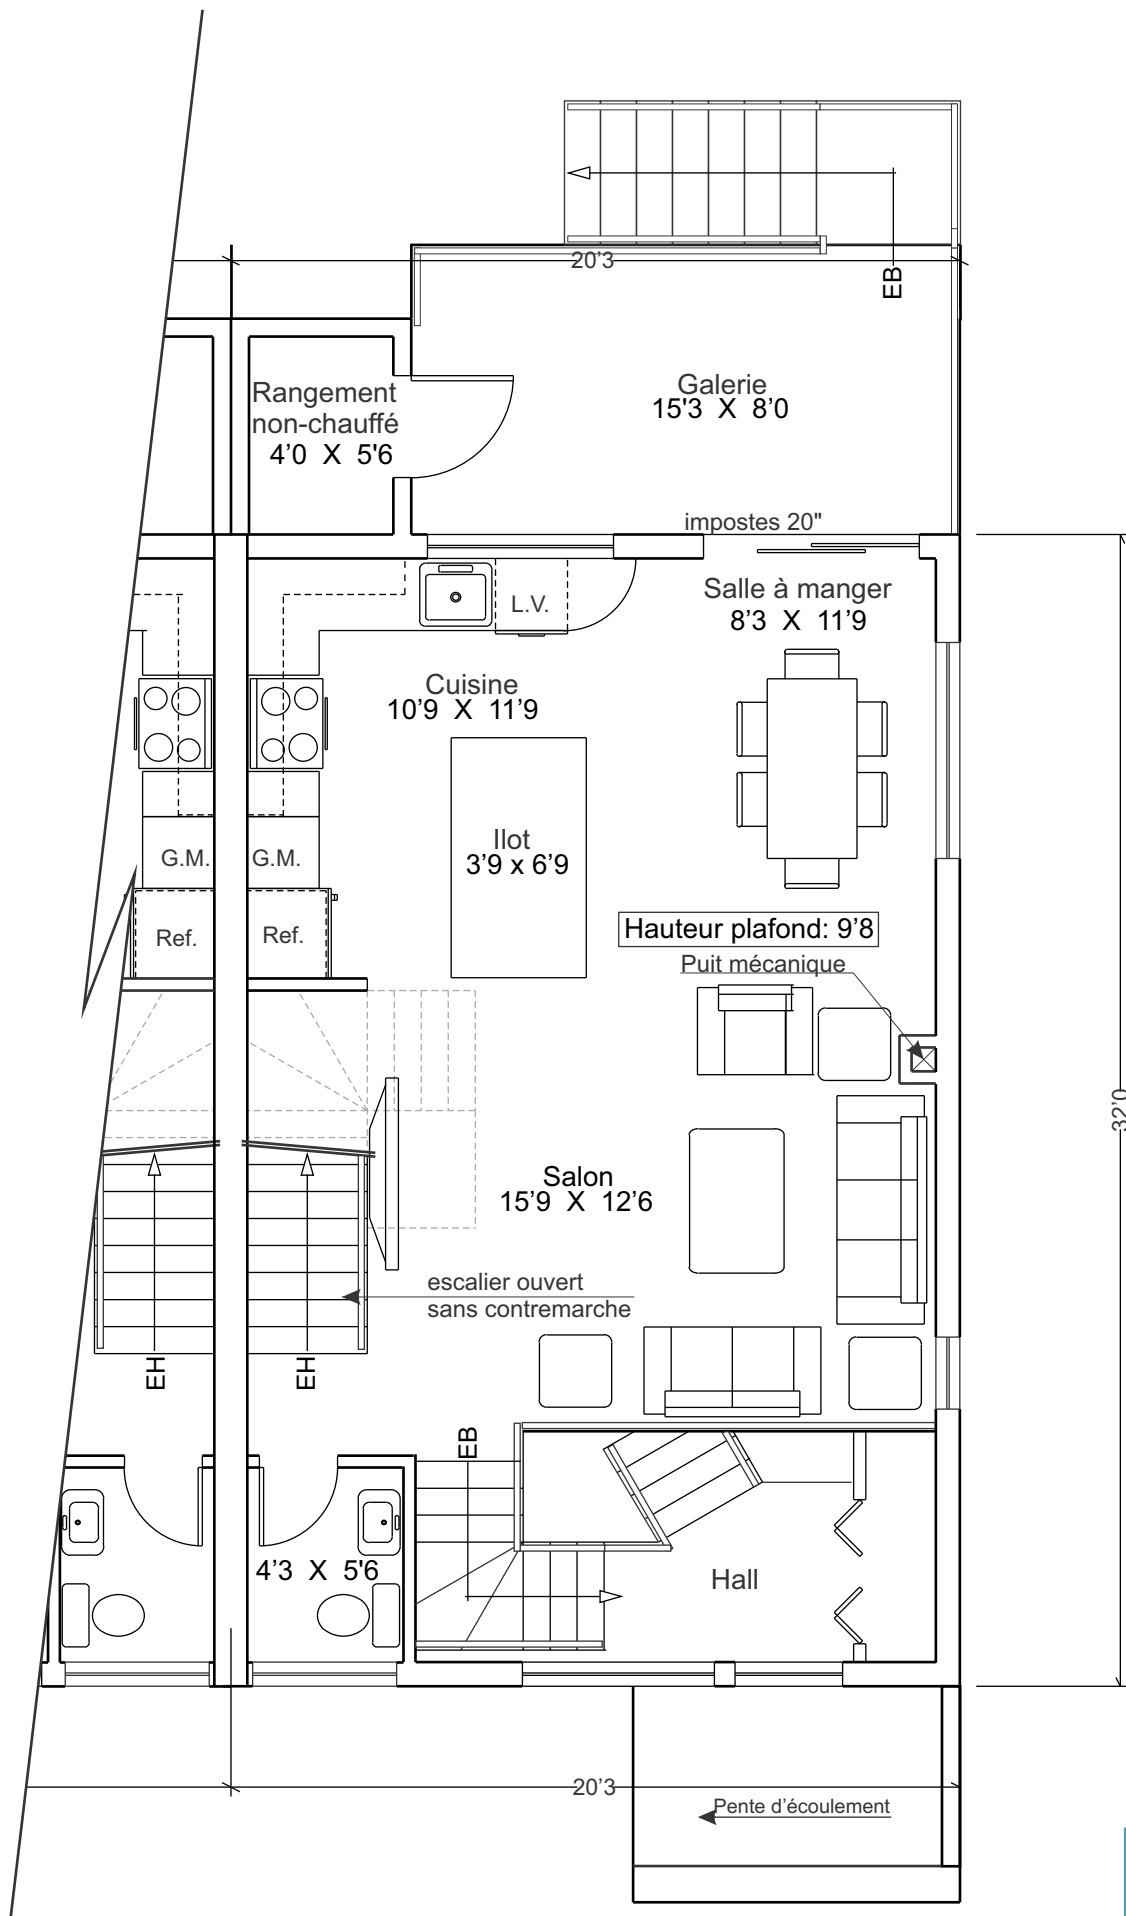 20'3
EB
Rangement
non-chauffé
4'0 X 5'6
Galerie
15'3 X 8'0
impostes 20"
L.V.
Salle à manger
8'3 X 11'9
Cuisine
10'9 X 11'9
Ilot
3'9 x 6'9
G.M.
G.M.
Ref.
Ref.
Hauteur plafond: 9'8
Puit mécanique
32'0
Salon
15'9 X 12'6
escalier ouvert
sans contremarche
EH
EH
EB
4'3 X 5'6
Hall
20'3
Pente d'écoulement